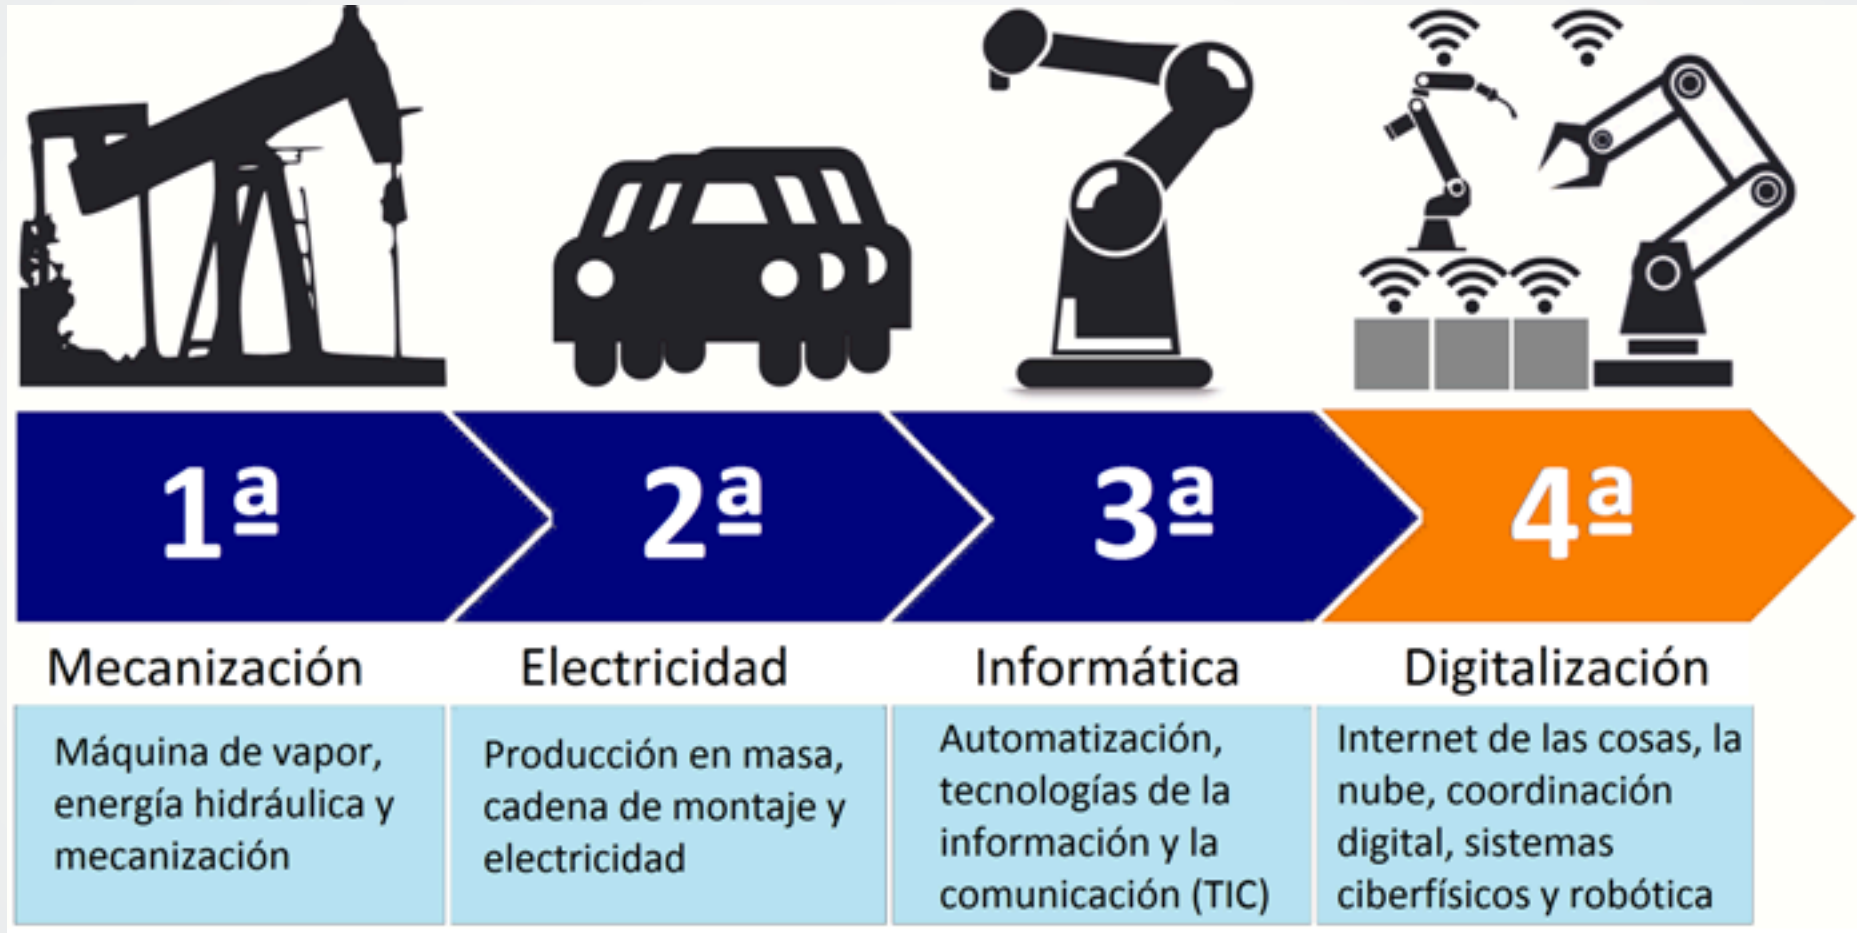 1ª
2ª
3ª
4ª
Mecanización
Electricidad
Informática
Digitalización
Máquina de vapor,
energía hidráulica y
mecanización
Producción en masa,
cadena de montaje y
electricidad
Automatización,
tecnologías de la
información y la
comunicación (TIC)
Internet de las cosas, la
nube, coordinación
digital, sistemas
ciberfísicos y robótica